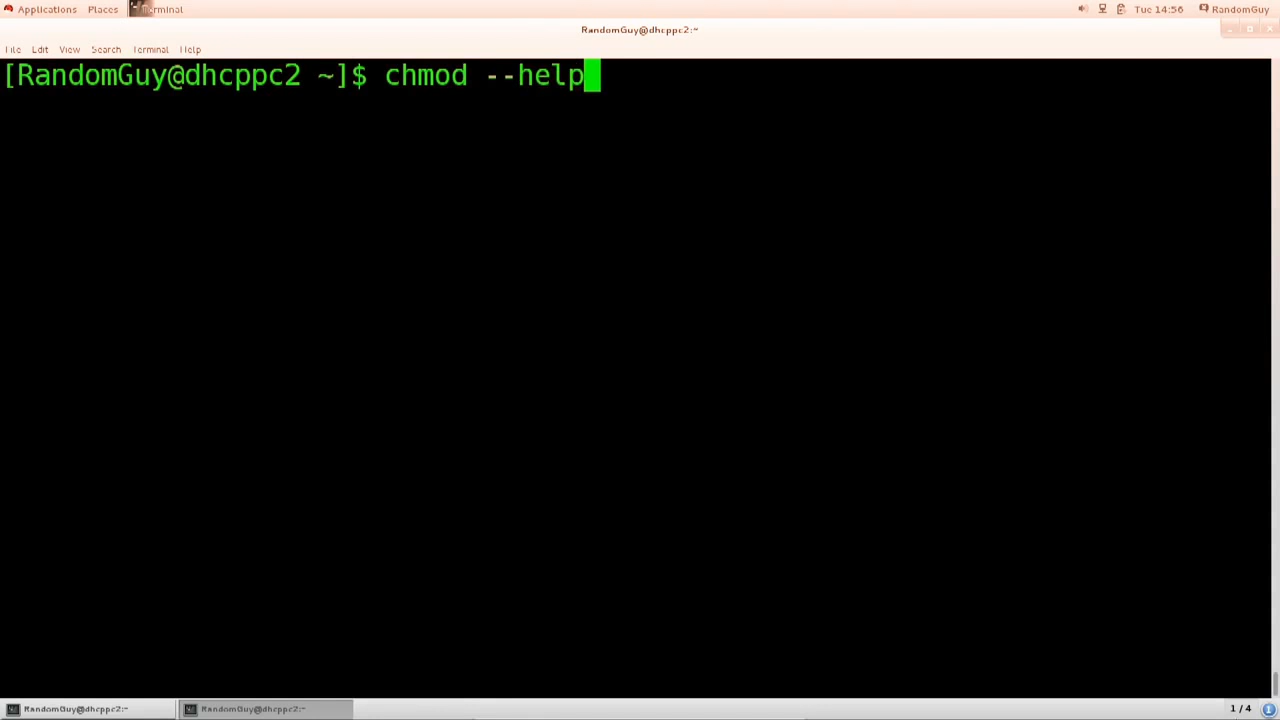 Applications Places Terminal Tue 14:56 RandomGuy
RandomGuy@dhcppc2:~
File Edit View Search Terminal Help
[RandomGuy@dhcppc2 ~]$ chmod --help
RandomGuy@dhcppc2:~ RandomGuy@dhcppc2:~ 1 / 4